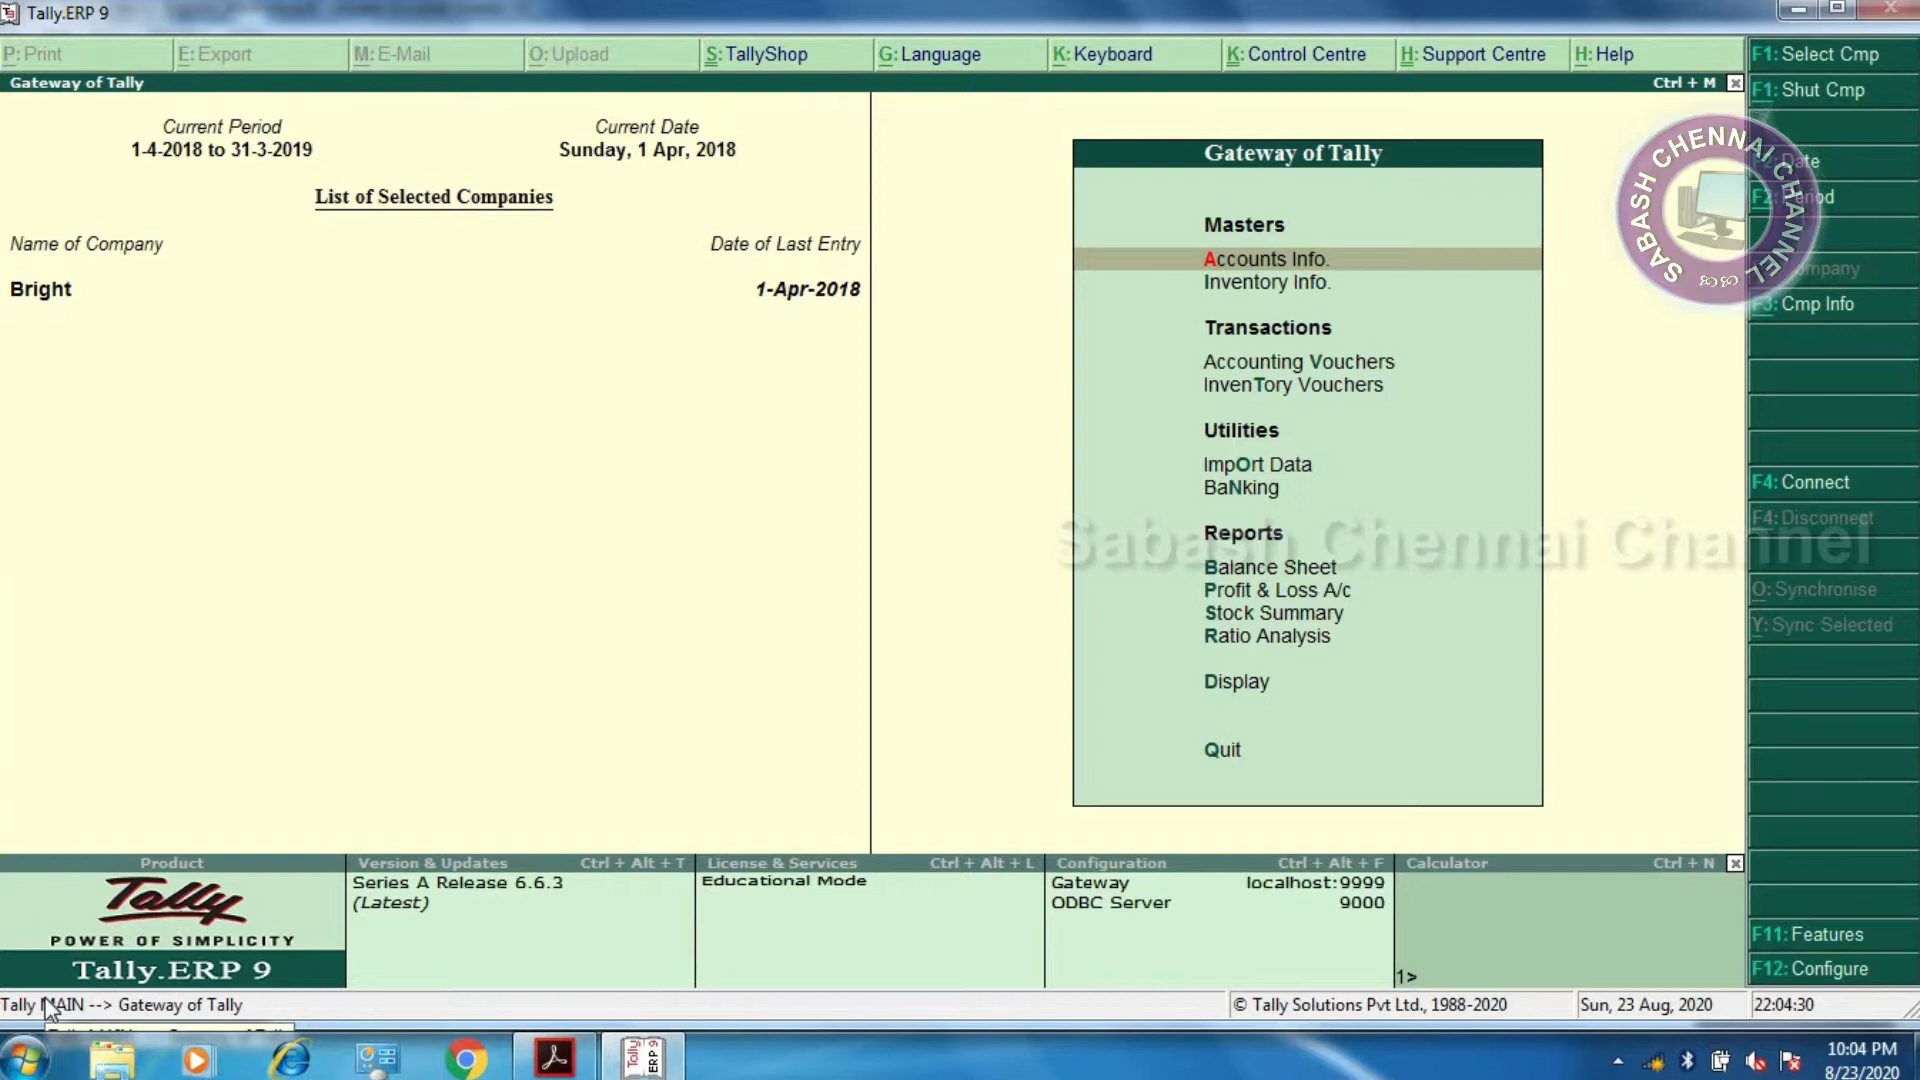 Tally.ERP 9
P: Print
E: Export
M: E-Mail
O: Upload
S: TallyShop
G: Language
K: Keyboard
K: Control Centre
H: Support Centre
H: Help
F1: Select Cmp
Gateway of Tally
Ctrl + M
F1: Shut Cmp
Current Period
1-4-2018 to 31-3-2019
Current Date
Sunday, 1 Apr, 2018
List of Selected Companies
Name of Company
Date of Last Entry
Bright
1-Apr-2018
Gateway of Tally
Masters
Accounts Info.
Inventory Info.
Transactions
Accounting Vouchers
InvenTory Vouchers
Utilities
ImpOrt Data
BaNking
Reports
Balance Sheet
Profit & Loss A/c
Stock Summary
Ratio Analysis
Display
Quit
SABASH CHENNAI CHANNEL
Date
F3: Cmp Info
F4: Connect
F4: Disconnect
Sabash Chennai Channel
O: Synchronise
Y: Sync Selected
F11: Features
F12: Configure
Product
Tally
POWER OF SIMPLICITY
Tally.ERP 9
Version & Updates
Ctrl + Alt + T
Series A Release 6.6.3
(Latest)
License & Services
Ctrl + Alt + L
Educational Mode
Configuration
Ctrl + Alt + F
Gateway
localhost:9999
ODBC Server
9000
Calculator
Ctrl + N
1>
Tally MAIN --> Gateway of Tally
© Tally Solutions Pvt Ltd., 1988-2020
Sun, 23 Aug, 2020
22:04:30
Tally
ERP 9
10:04 PM
8/23/2020